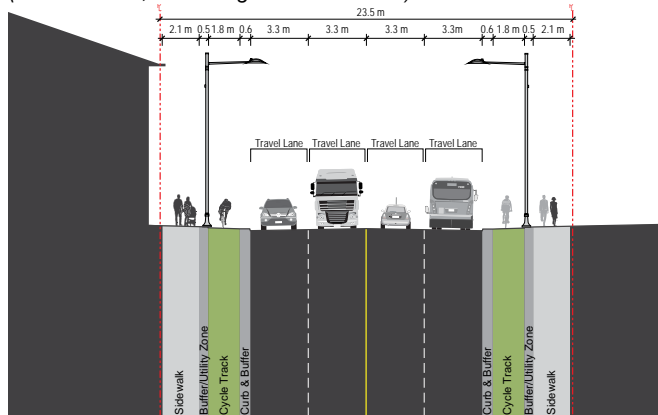 23.5 m
2.1 m 0.5 1.8 m 0.6 3.3 m 3.3 m 3.3 m 3.3m 0.6 1.8 m 0.5 2.1 m
Travel Lane Travel Lane Travel Lane Travel Lane
Sidewalk
Buffer/Utility Zone
Cycle Track
Curb & Buffer
Curb & Buffer
Cycle Track
Buffer/Utility Zone
Sidewalk